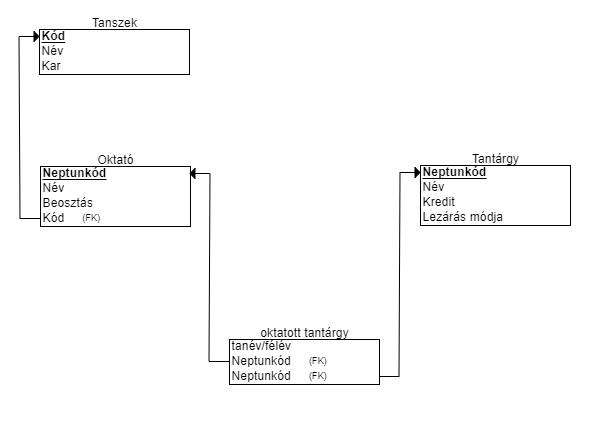 Tanszek
Kód
Név
Kar
Oktató
Neptunkód
Név
Beosztás
Kód (FK)
Tantárgy
Neptunkód
Név
Kredit
Lezárás módja
oktatott tantárgy
tanév/félév
Neptunkód (FK)
Neptunkód (FK)